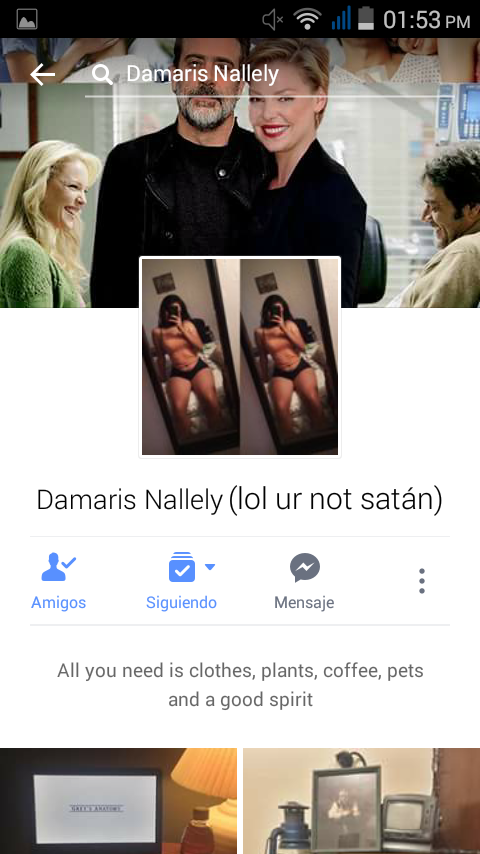 01:53 PM
Damaris Nallely
Damaris Nallely (lol ur not satán)
Amigos
Siguiendo
Mensaje
All you need is clothes, plants, coffee, pets
and a good spirit
GREY'S ANATOMY